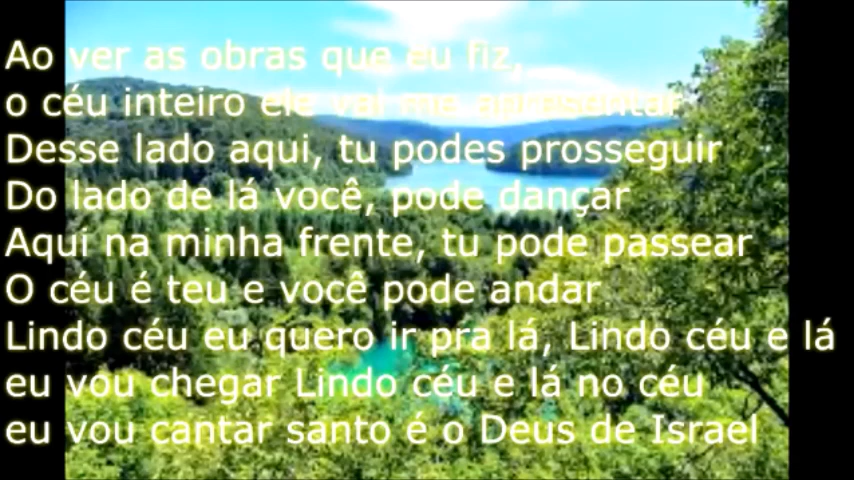 Ao ver as obras que eu fiz,
o céu inteiro ele vai me apresentar
Desse lado aqui, tu podes prosseguir
Do lado de lá você, pode dançar
Aqui na minha frente, tu pode passear
O céu é teu e você pode andar
Lindo céu eu quero ir pra lá, Lindo céu e lá
eu vou chegar Lindo céu e lá no céu
eu vou cantar santo é o Deus de Israel